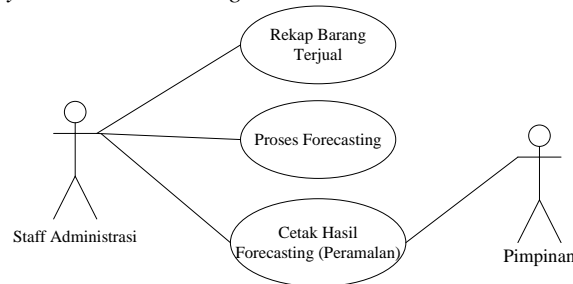 Rekap Barang
Terjual
Proses Forecasting
Staff Administrasi
Cetak Hasil
Forecasting (Peramalan)
Pimpinan